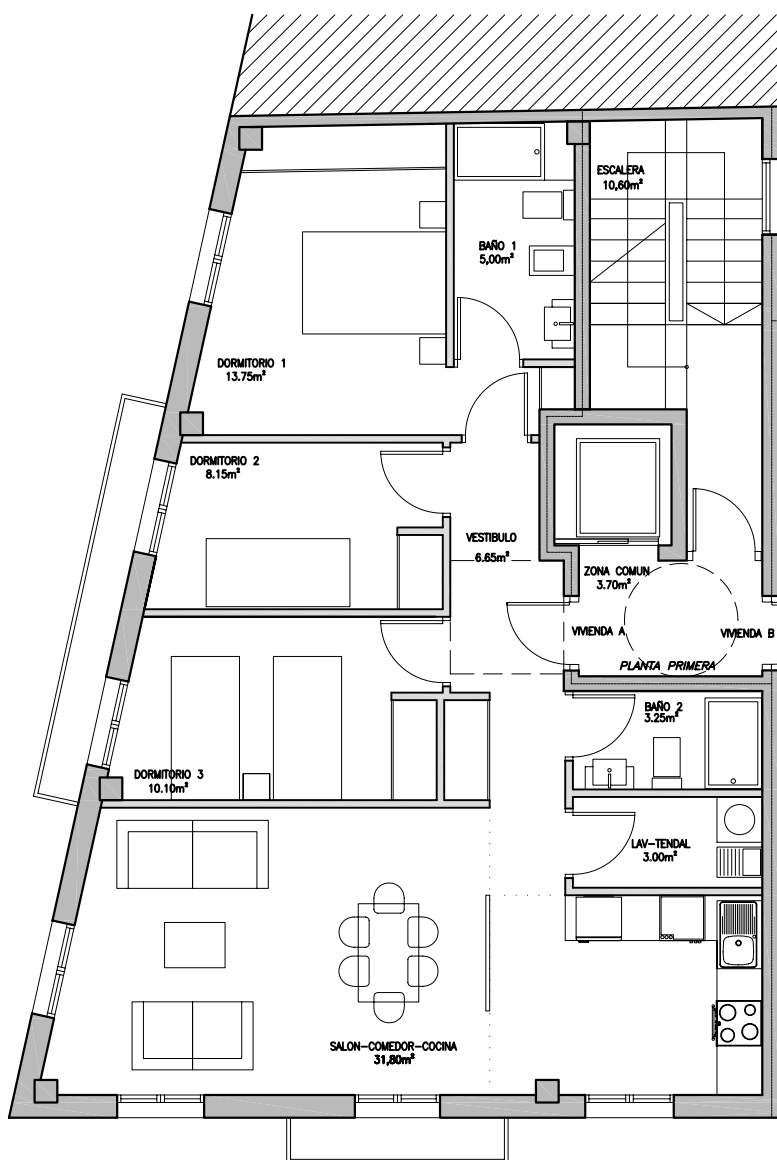 ESCALERA
10,60m²
BAÑO 1
5,00m²
DORMITORIO 1
13.75m²
DORMITORIO 2
8.15m²
VESTIBULO
6.65m²
ZONA COMUN
3.70m²
VIVIENDA A
VIVIENDA B
PLANTA PRIMERA
BAÑO 2
3.25m²
DORMITORIO 3
10.10m²
LAV-TENDAL
3.00m²
SALON-COMEDOR-COCINA
31,80m²